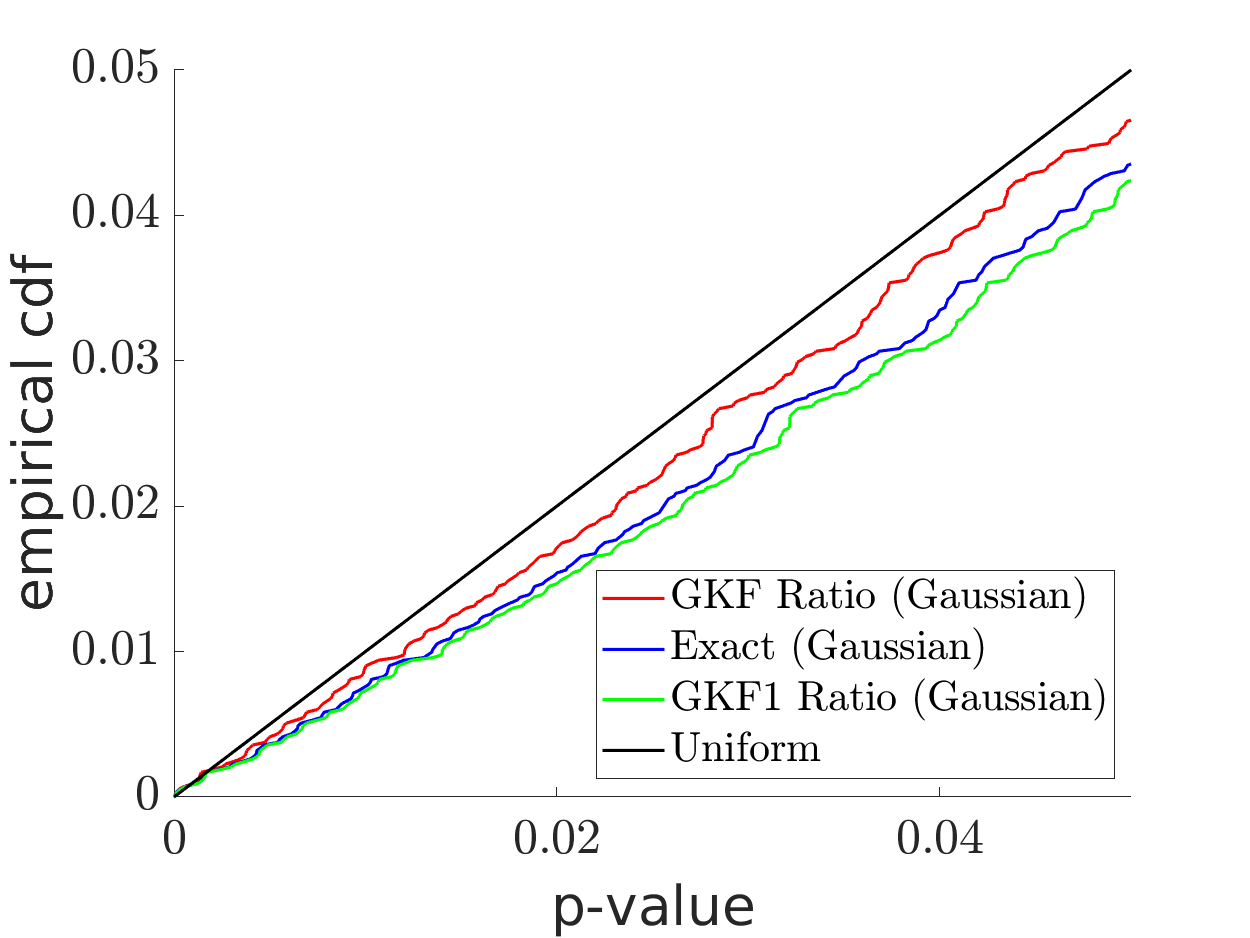 0.05
0.04
0.03
0.02
0.01
0
empirical cdf
GKF Ratio (Gaussian)
Exact (Gaussian)
GKF1 Ratio (Gaussian)
Uniform
0 0.02 0.04
p-value